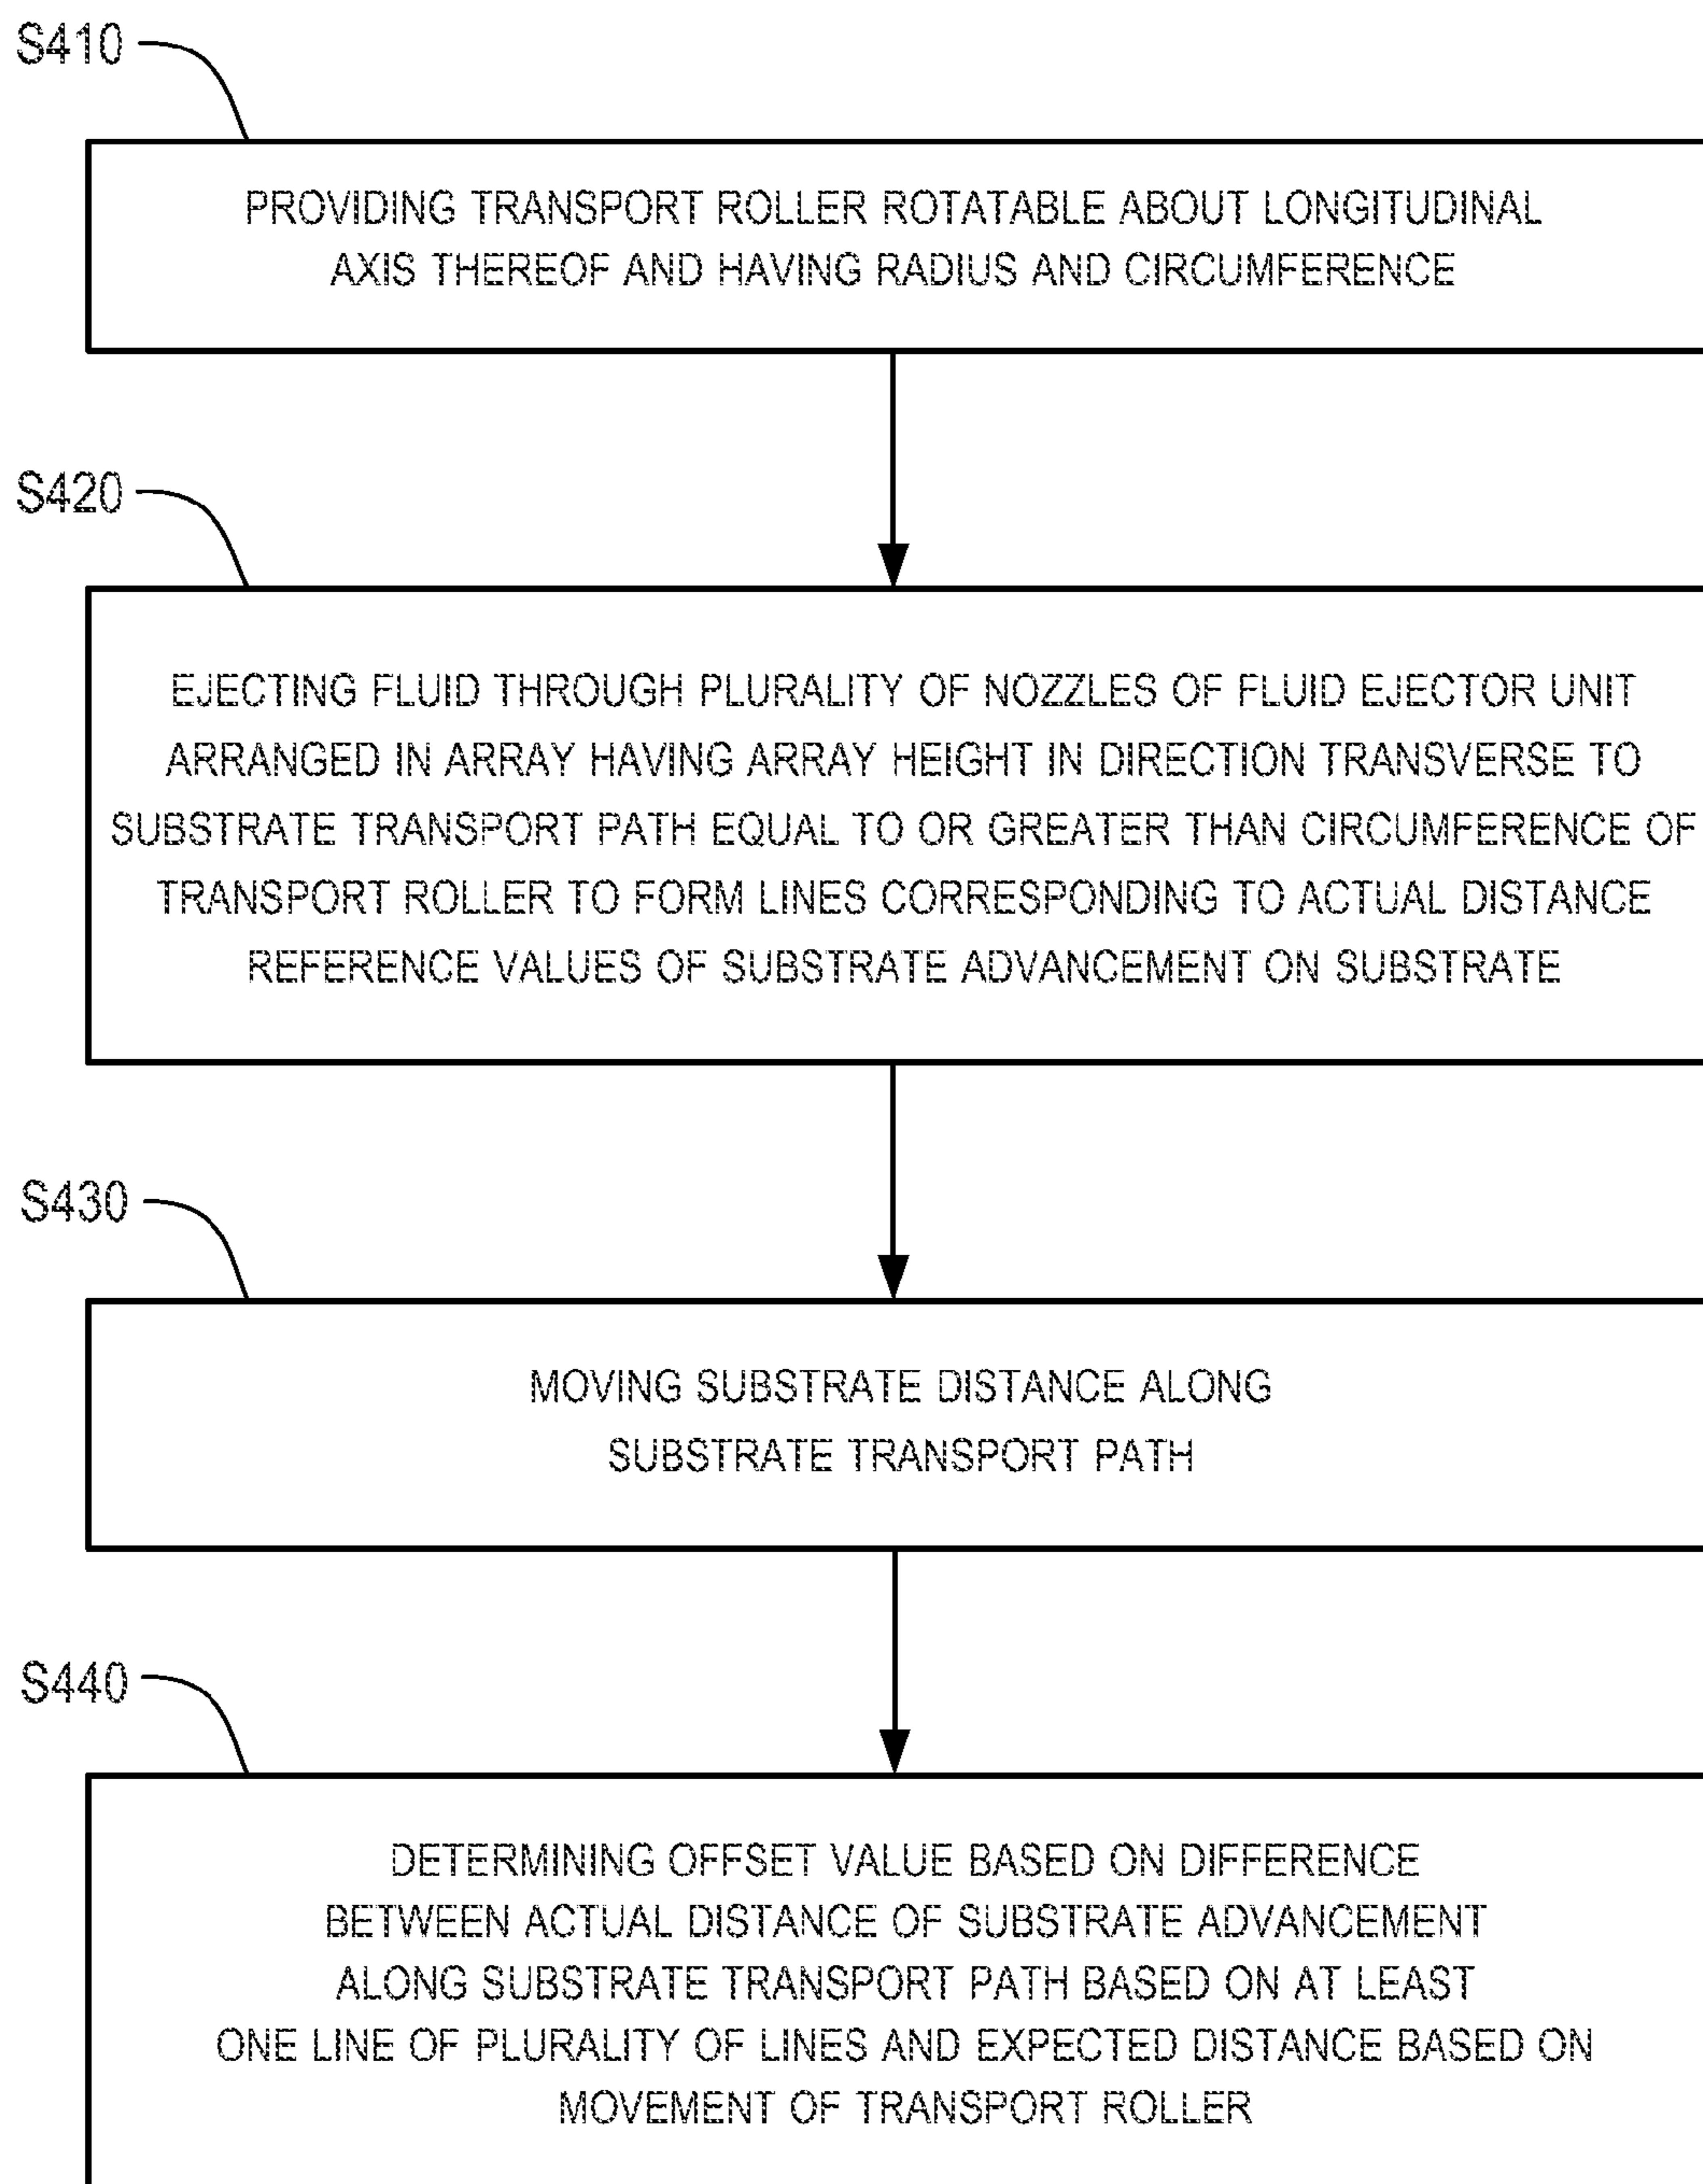 S410
PROVIDING TRANSPORT ROLLER ROTATABLE ABOUT LONGITUDINAL
AXIS THEREOF AND HAVING RADIUS AND CIRCUMFERENCE
S420
EJECTING FLUID THROUGH PLURALITY OF NOZZLES OF FLUID EJECTOR UNIT
ARRANGED IN ARRAY HAVING ARRAY HEIGHT IN DIRECTION TRANSVERSE TO
SUBSTRATE TRANSPORT PATH EQUAL TO OR GREATER THAN CIRCUMFERENCE OF
TRANSPORT ROLLER TO FORM LINES CORRESPONDING TO ACTUAL DISTANCE
REFERENCE VALUES OF SUBSTRATE ADVANCEMENT ON SUBSTRATE
S430
MOVING SUBSTRATE DISTANCE ALONG
SUBSTRATE TRANSPORT PATH
S440
DETERMINING OFFSET VALUE BASED ON DIFFERENCE
BETWEEN ACTUAL DISTANCE OF SUBSTRATE ADVANCEMENT
ALONG SUBSTRATE TRANSPORT PATH BASED ON AT LEAST
ONE LINE OF PLURALITY OF LINES AND EXPECTED DISTANCE BASED ON
MOVEMENT OF TRANSPORT ROLLER